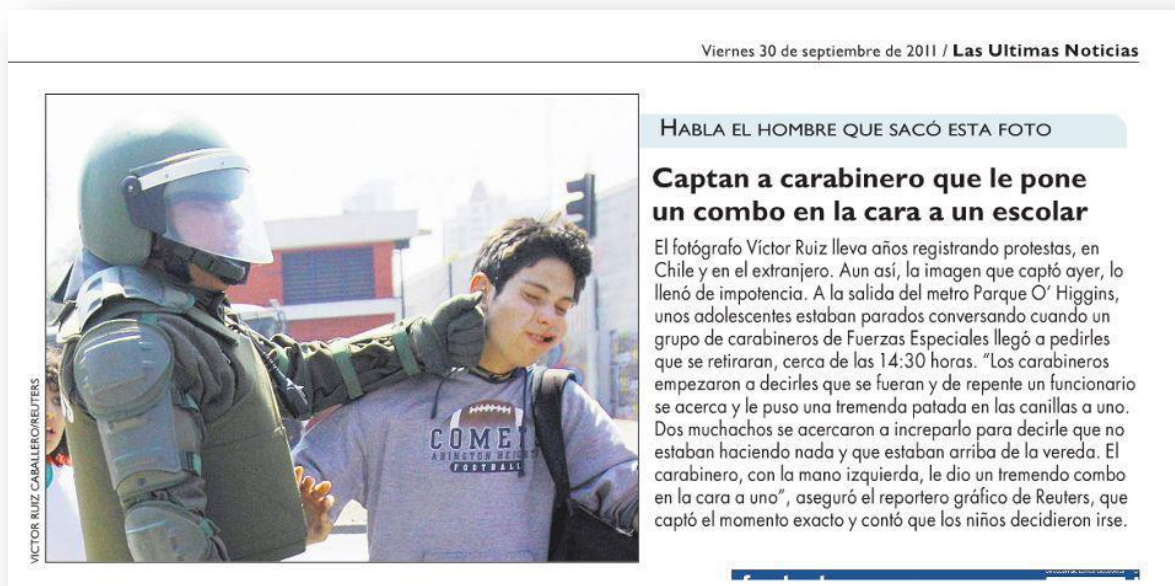 Viernes 30 de septiembre de 2011 / Las Ultimas Noticias
HABLA EL HOMBRE QUE SACÓ ESTA FOTO
Captan a carabinero que le pone
un combo en la cara a un escolar
El fotógrafo Víctor Ruiz lleva años registrando protestas, en
Chile y en el extranjero. Aun así, la imagen que captó ayer, lo
llenó de impotencia. A la salida del metro Parque O' Higgins,
unos adolescentes estaban parados conversando cuando un
grupo de carabineros de Fuerzas Especiales llegó a pedirles
que se retiraran, cerca de las 14:30 horas. “Los carabineros
empezaron a decirles que se fueran y de repente un funcionario
se acerca y le puso una tremenda patada en las canillas a uno.
Dos muchachos se acercaron a increparlo para decirle que no
estaban haciendo nada y que estaban arriba de la vereda. El
carabinero, con la mano izquierda, le dio un tremendo combo
en la cara a uno”, aseguró el reportero gráfico de Reuters, que
captó el momento exacto y contó que los niños decidieron irse.
VICTOR RUIZ CABALLERO/REUTERS
COMET
ABINGTON HEIGHTS
FOOTBALL